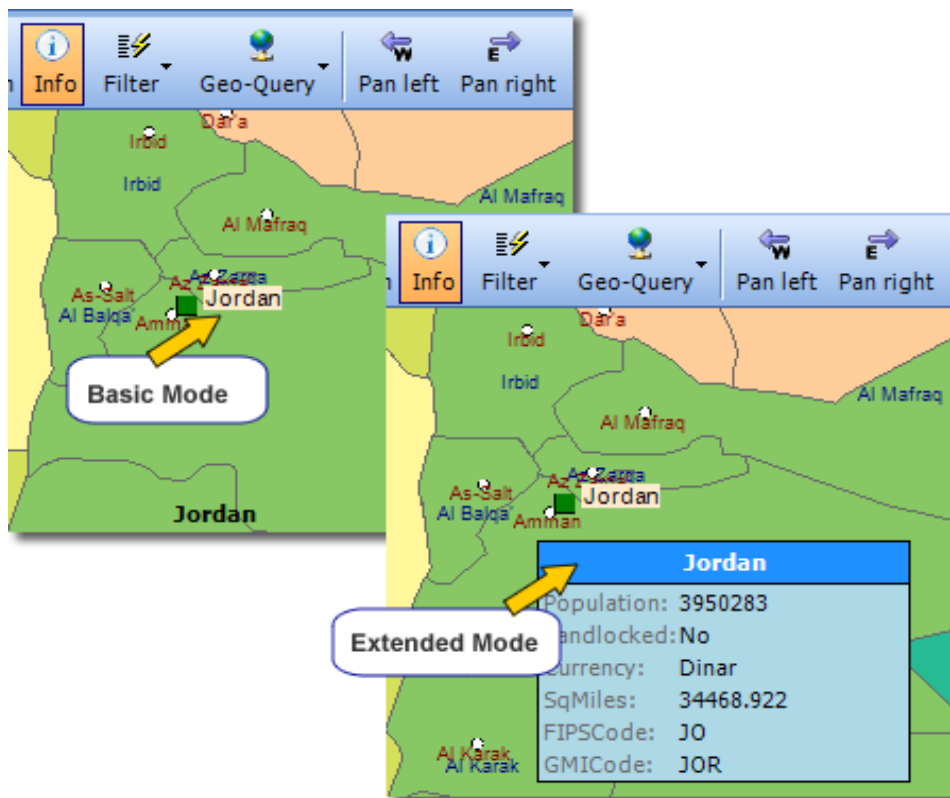 Info Filter Geo-Query Pan left Pan right
Dar'a
Irbid
Irbid
Al Mafraq
Al Mafraq
Az Zarqa
As-Salt
Jordan
Al Balqa'
Basic Mode
Jordan
Info Filter Geo-Query Pan left Pan right
Dar'a
Irbid
Irbid
Al Mafraq
Al Mafraq
Az Zarqa
As-Salt
Jordan
Al Balqa'
Amman
Jordan
Population: 3950283
Extended Mode
No
Dinar
SqMiles: 34468.922
FIPSCode: JO
Al Karak
Al Karak
GMICode: JOR